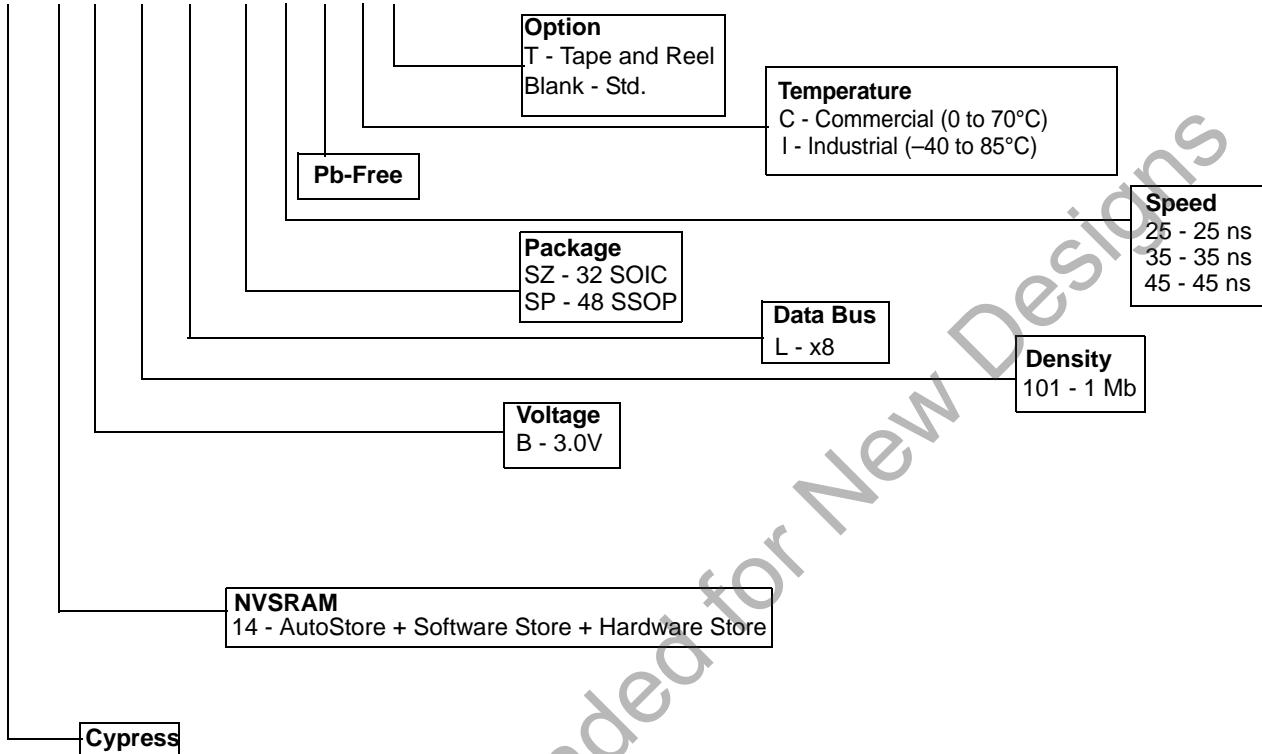 Option
T - Tape and Reel
Blank - Std.
Temperature
C - Commercial (0 to 70°C)
I - Industrial (–40 to 85°C)
Pb-Free
Speed
25 - 25 ns
35 - 35 ns
45 - 45 ns
Package
SZ - 32 SOIC
SP - 48 SSOP
Data Bus
L - x8
Density
101 - 1 Mb
Voltage
B - 3.0V
NVSRAM
14 - AutoStore + Software Store + Hardware Store
Cypress
nded for New Designs